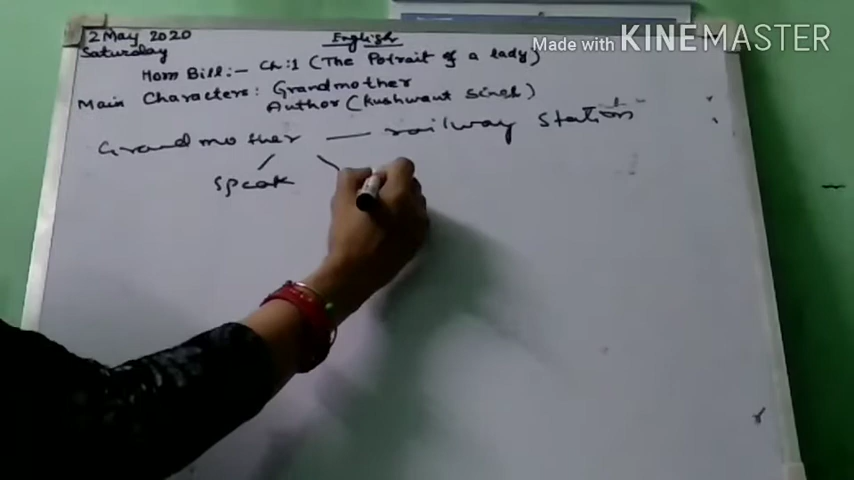 2 May 2020 English
Saturday
Horn Bill:- Ch:1 (The Potrait of a lady)
Main Characters: Grandmother
Author (Kushwant Singh)
Grandmother — railway Station
Speak
Made with KINEMASTER